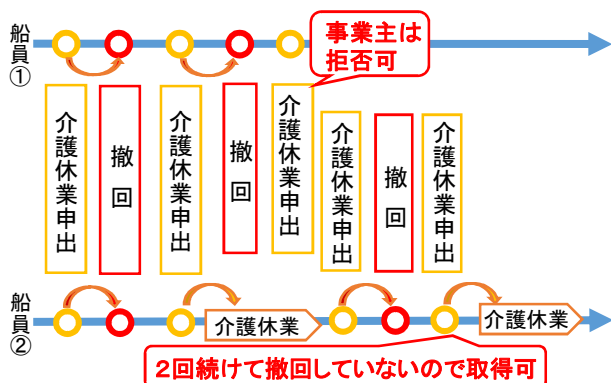 船員①
事業主は
拒否可
介護休業申出
撤回
介護休業申出
撤回
介護休業申出
介護休業申出
撤回
介護休業申出
船員②
介護休業
介護休業
2回続けて撤回していないので取得可